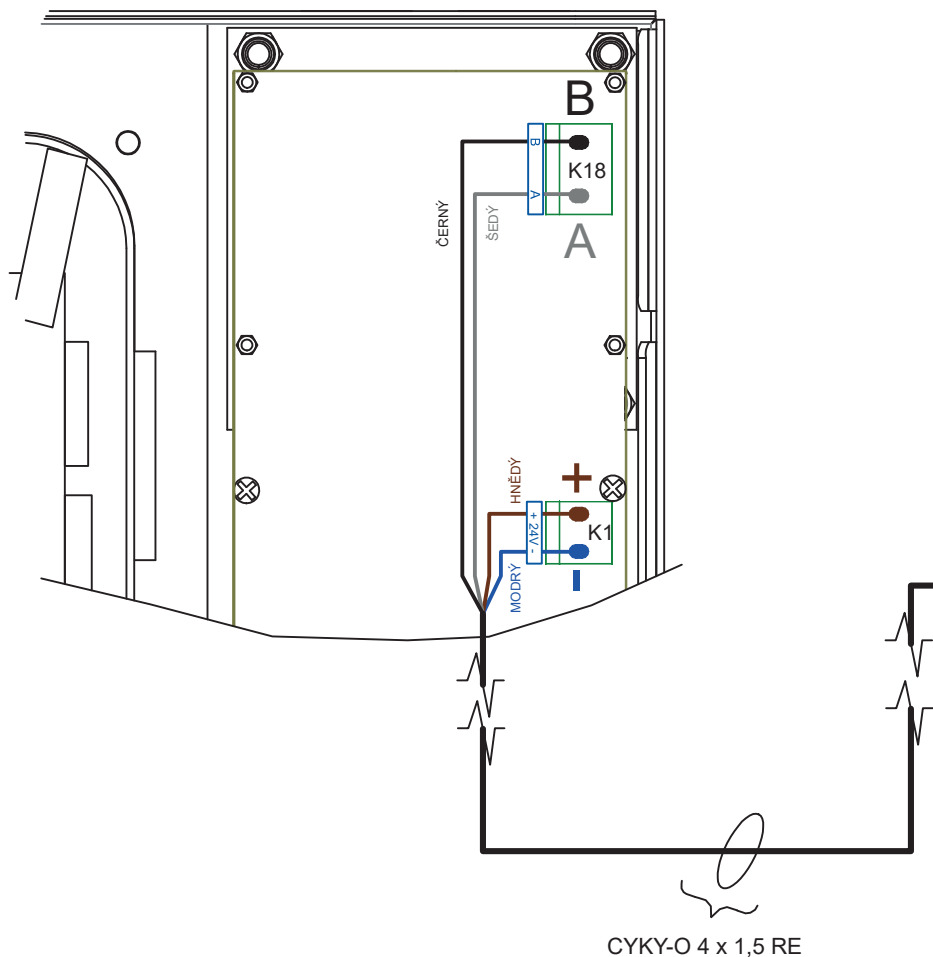 B
B
K18
A
A
ČERNÝ
ŠEDÝ
HNĚDÝ
+
+ 24V -
K1
MODRÝ
-
CYKY-O 4 x 1,5 RE